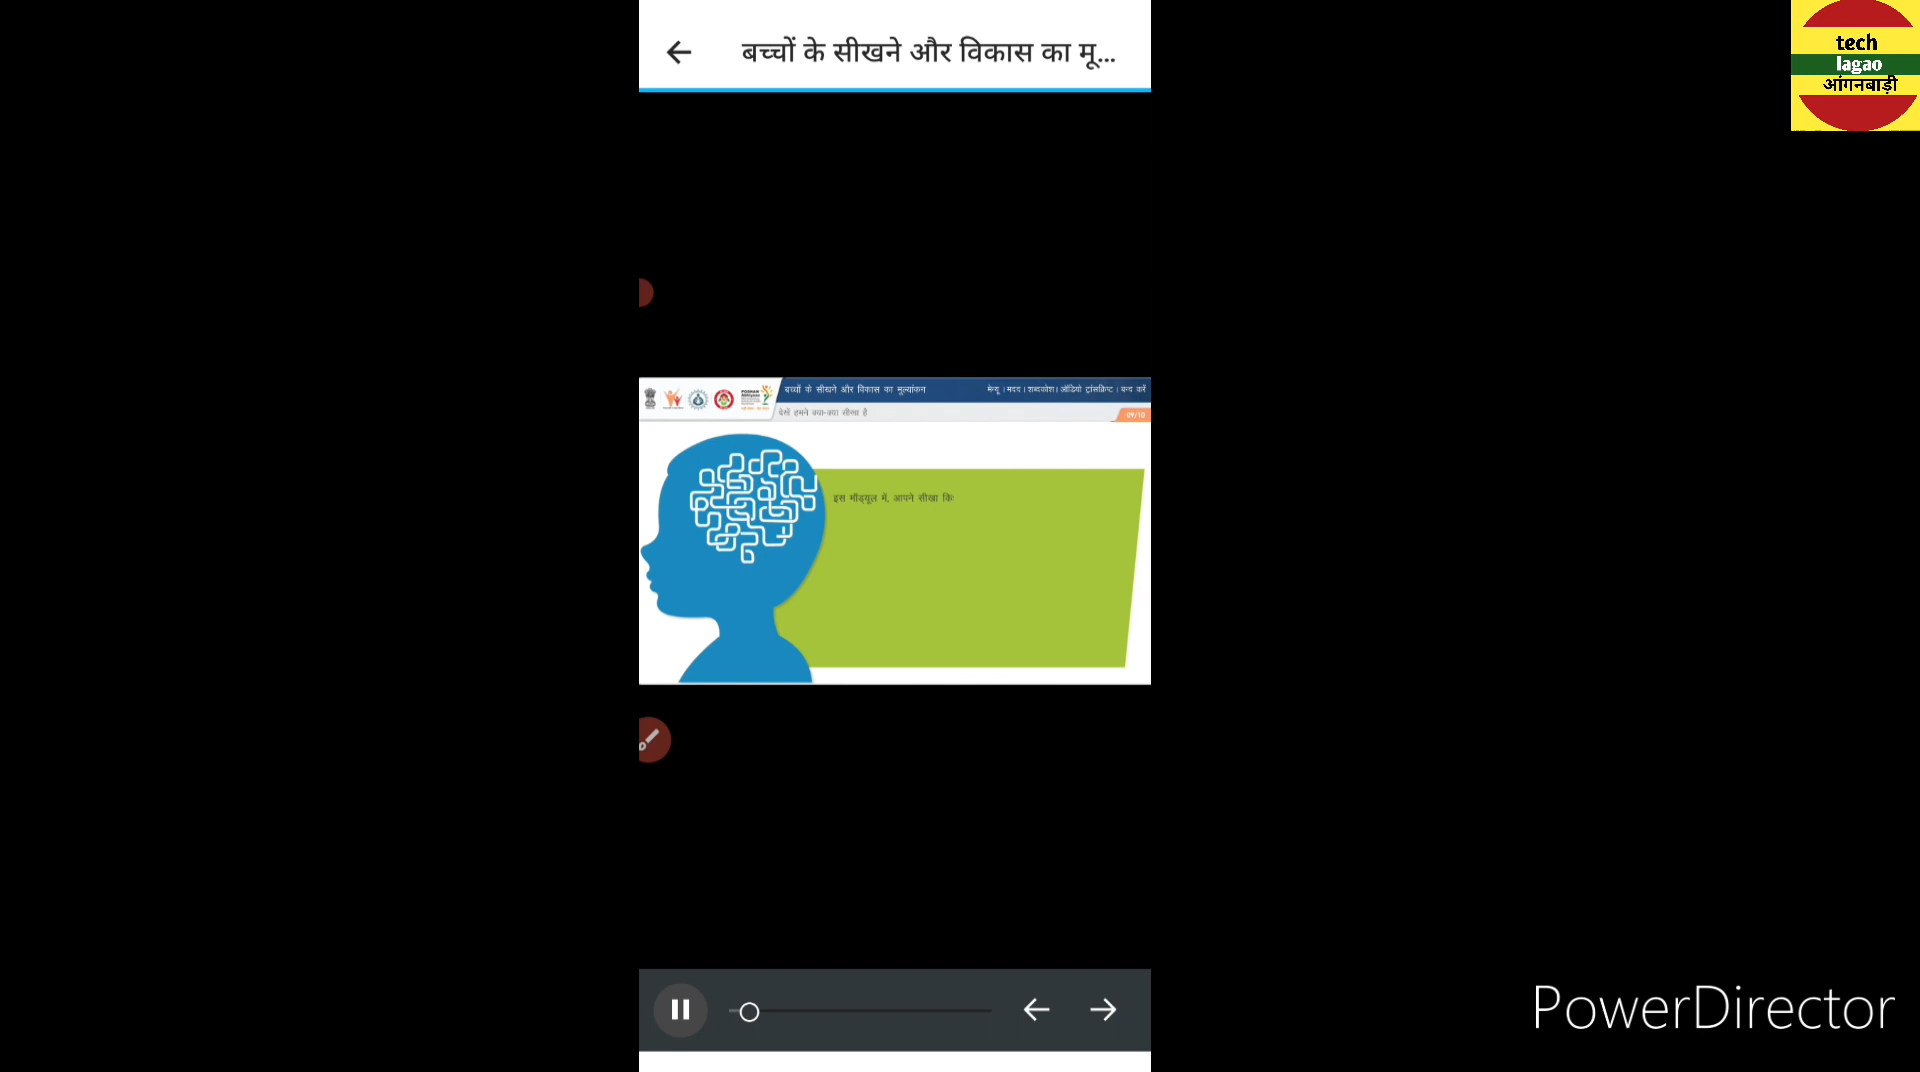 बच्चों के सीखने और विकास का मू...
tech
lagao
आंगनबाड़ी
बच्चों के सीखने और विकास का मूल्यांकन
मेन्यू | मदद | शब्दकोश | ऑडियो ट्रांसक्रिप्ट | बन्द करें
देखें हमने क्या-क्या सीखा है
09/10
इस मॉड्यूल में, आपने सीखा किः
PowerDirector